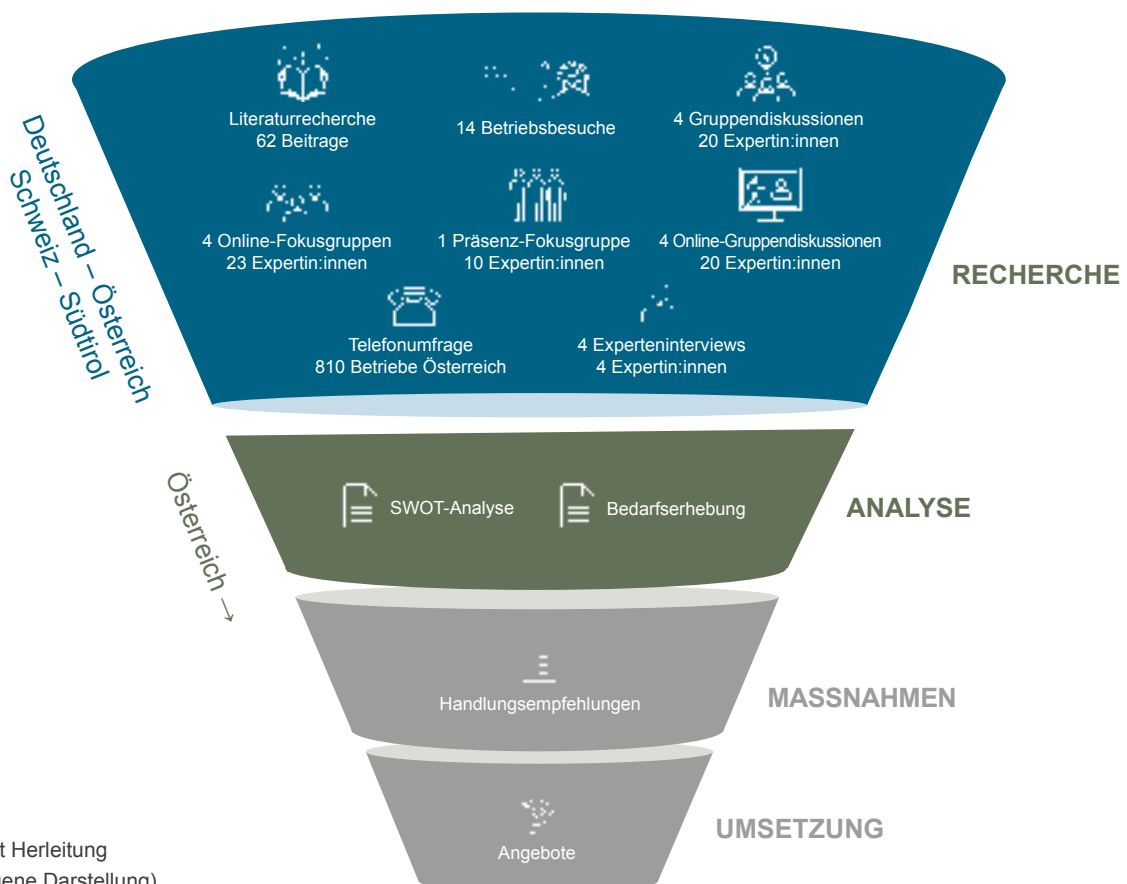 Literaturrecherche
62 Beitrage
14 Betriebsbesuche
4 Gruppendiskussionen
20 Expertin:innen
4 Online-Fokusgruppen
23 Expertin:innen
1 Präsenz-Fokusgruppe
10 Expertin:innen
4 Online-Gruppendiskussionen
20 Expertin:innen
Telefonumfrage
810 Betriebe Österreich
4 Experteninterviews
4 Expertin:innen
Deutschland – Österreich
Schweiz – Südtirol
RECHERCHE
SWOT-Analyse
Bedarfserhebung
ANALYSE
Österreich →
Handlungsempfehlungen
MASSNAHMEN
Angebote
UMSETZUNG
t Herleitung
gene Darstellung)